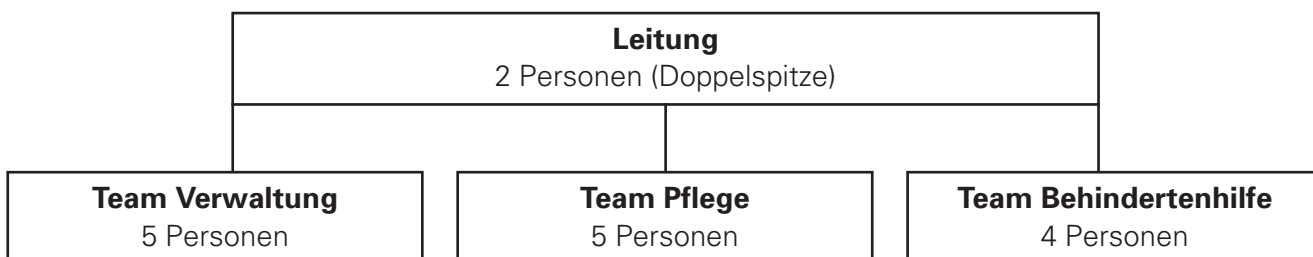 Leitung
2 Personen (Doppelspitze)
Team Verwaltung
5 Personen
Team Pflege
5 Personen
Team Behindertenhilfe
4 Personen